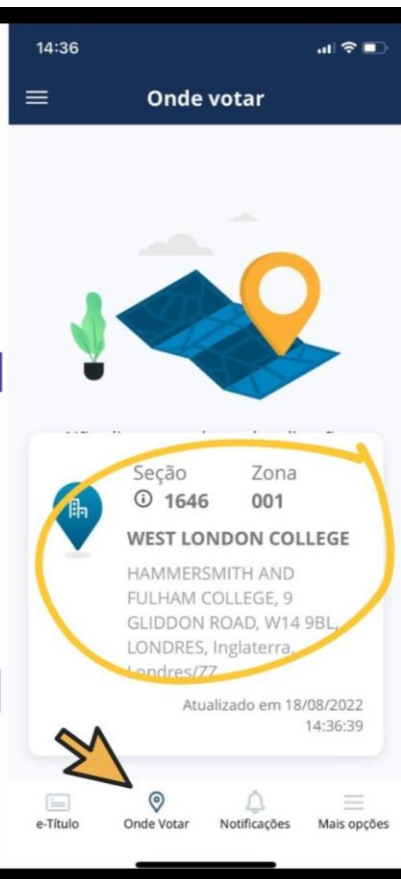 14:36
Onde votar
Seção Zona
1646 001
WEST LONDON COLLEGE
HAMMERSMITH AND
FULHAM COLLEGE, 9
GLIDDON ROAD, W14 9BL,
LONDRES, Inglaterra,
Londres/ZZ
Atualizado em 18/08/2022
14:36:39
e-Título Onde Votar Notificações Mais opções